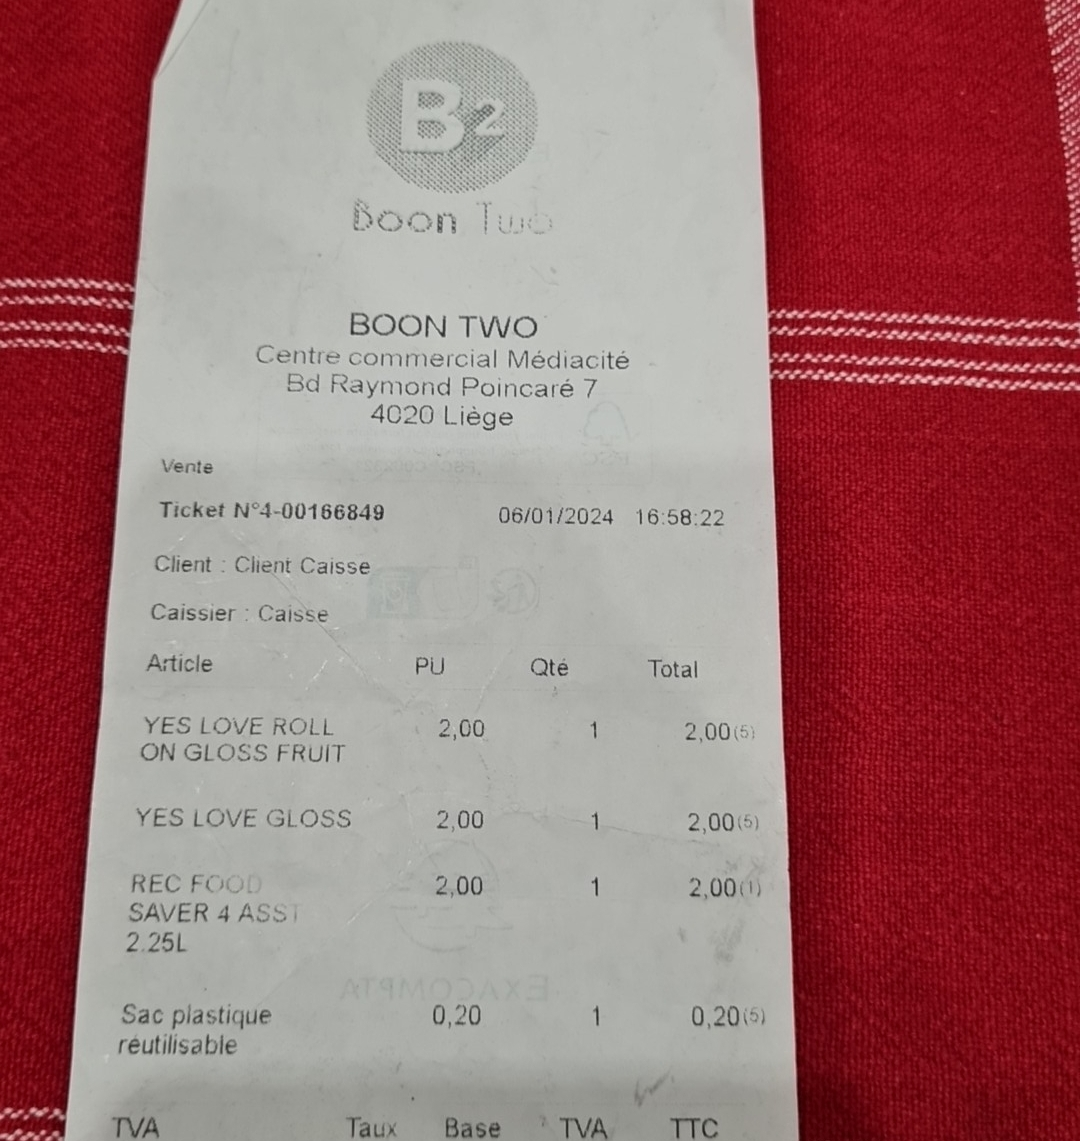 B2
Boon Two
BOON TWO
Centre commercial Médiacité
Bd Raymond Poincaré 7
4020 Liège
Vente
Ticket N°4-00166849 06/01/2024 16:58:22
Client : Client Caisse
Caissier : Caisse
Article PU Qté Total
YES LOVE ROLL 2,00 1 2,00(5)
ON GLOSS FRUIT
YES LOVE GLOSS 2,00 1 2,00(5)
REC FOOD 2,00 1 2,00(1)
SAVER 4 ASST
2.25L
EXACOMPTA
Sac plastique 0,20 1 0,20(5)
réutilisable
TVA Taux Base TVA TTC